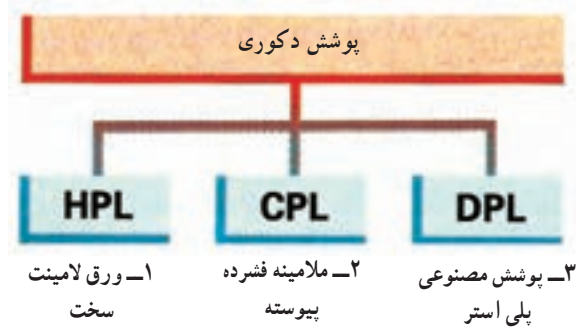 پوشش دکوری
HPL
CPL
DPL
۱ــ ورق لامینت
سخت
۲ــ ملامینه فشرده
پیوسته
۳ــ پوشش مصنوعی
پلی استر